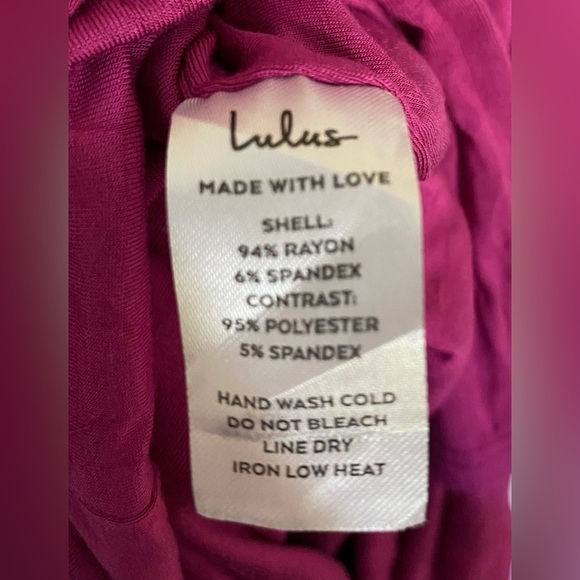 Lulus
MADE WITH LOVE
SHELL:
94% RAYON
6% SPANDEX
CONTRAST:
95% POLYESTER
5% SPANDEX
HAND WASH COLD
DO NOT BLEACH
LINE DRY
IRON LOW HEAT